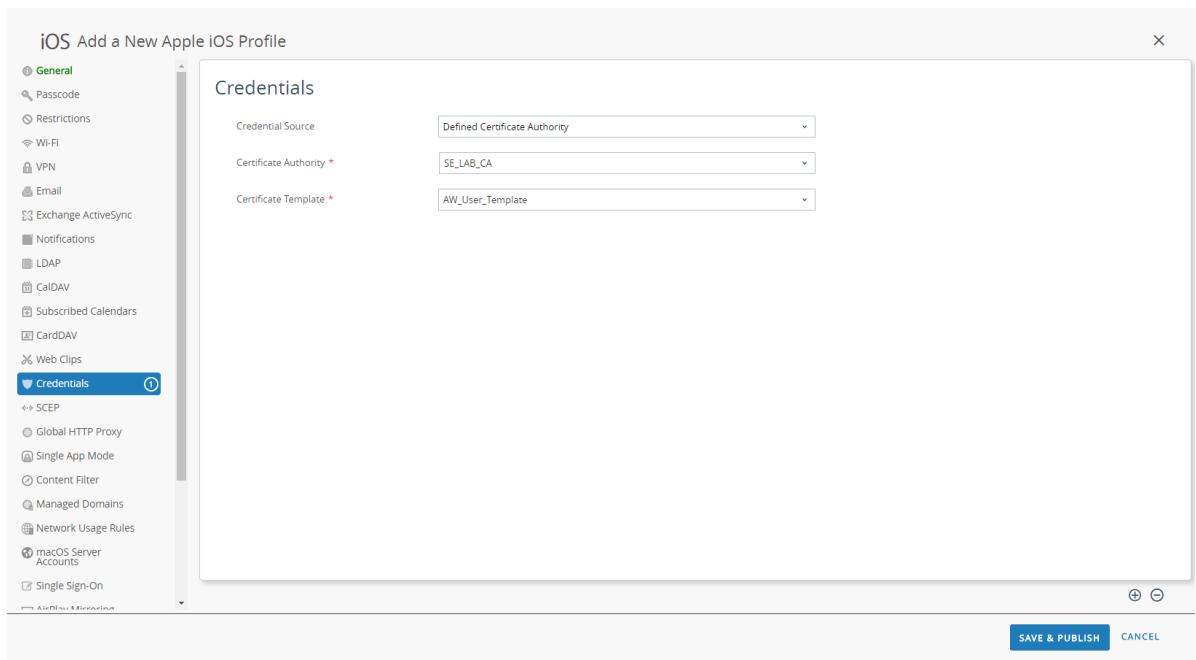 iOS Add a New Apple iOS Profile
General
Passcode
Restrictions
Wi-Fi
VPN
Email
Exchange ActiveSync
Notifications
LDAP
CalDAV
Subscribed Calendars
CardDAV
Web Clips
Credentials 1
SCEP
Global HTTP Proxy
Single App Mode
Content Filter
Managed Domains
Network Usage Rules
macOS Server
Accounts
Single Sign-On
AirPlay Mirroring
Credentials
Credential Source Defined Certificate Authority
Certificate Authority * SE_LAB_CA
Certificate Template * AW_User_Template
SAVE & PUBLISH CANCEL